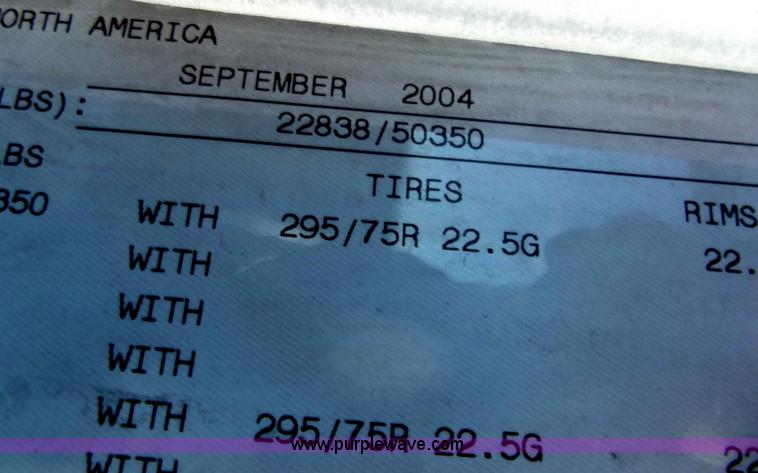 NORTH AMERICA
SEPTEMBER 2004
LBS): 22838/50350
LBS TIRES RIMS
350 WITH 295/75R 22.5G 22.
WITH
WITH
WITH
WITH 295/75R 22.5G 22
WITH
www.purplewave.com